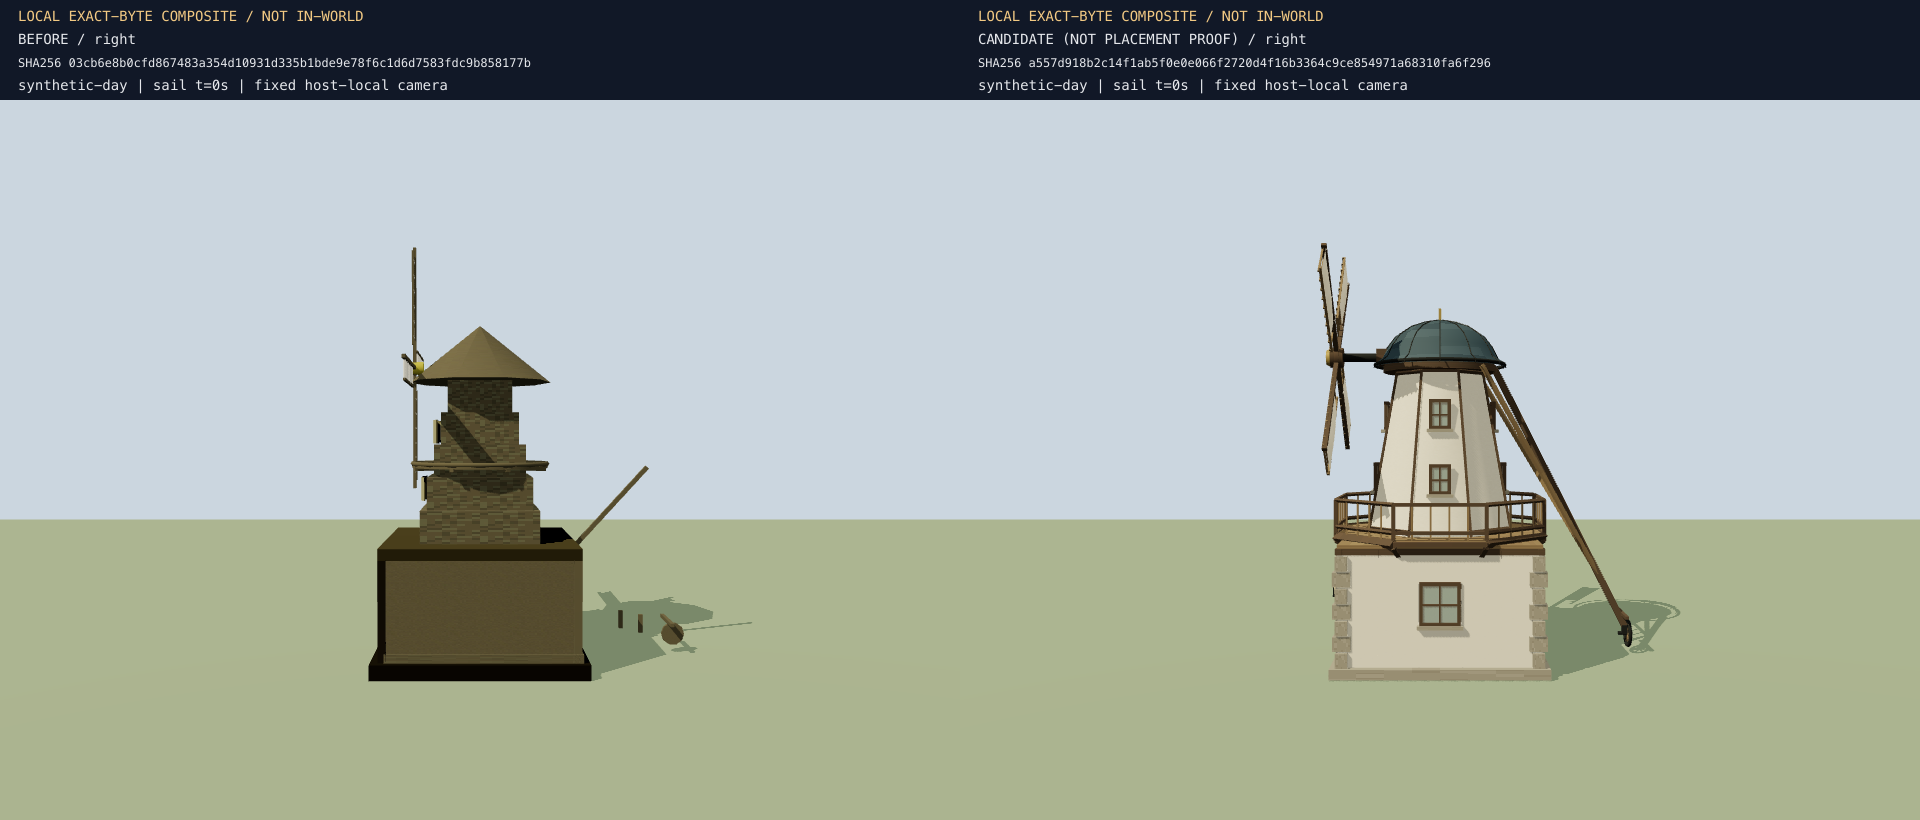 LOCAL EXACT-BYTE COMPOSITE / NOT IN-WORLD
BEFORE / right
SHA256 03cb6e8b0cfd867483a354d10931d335b1bde9e78f6c1d6d7583fdc9b858177b
synthetic-day | sail t=0s | fixed host-local camera
LOCAL EXACT-BYTE COMPOSITE / NOT IN-WORLD
CANDIDATE (NOT PLACEMENT PROOF) / right
SHA256 a557d918b2c14f1ab5f0e0e066f2720d4f16b3364c9ce854971a68310fa6f296
synthetic-day | sail t=0s | fixed host-local camera